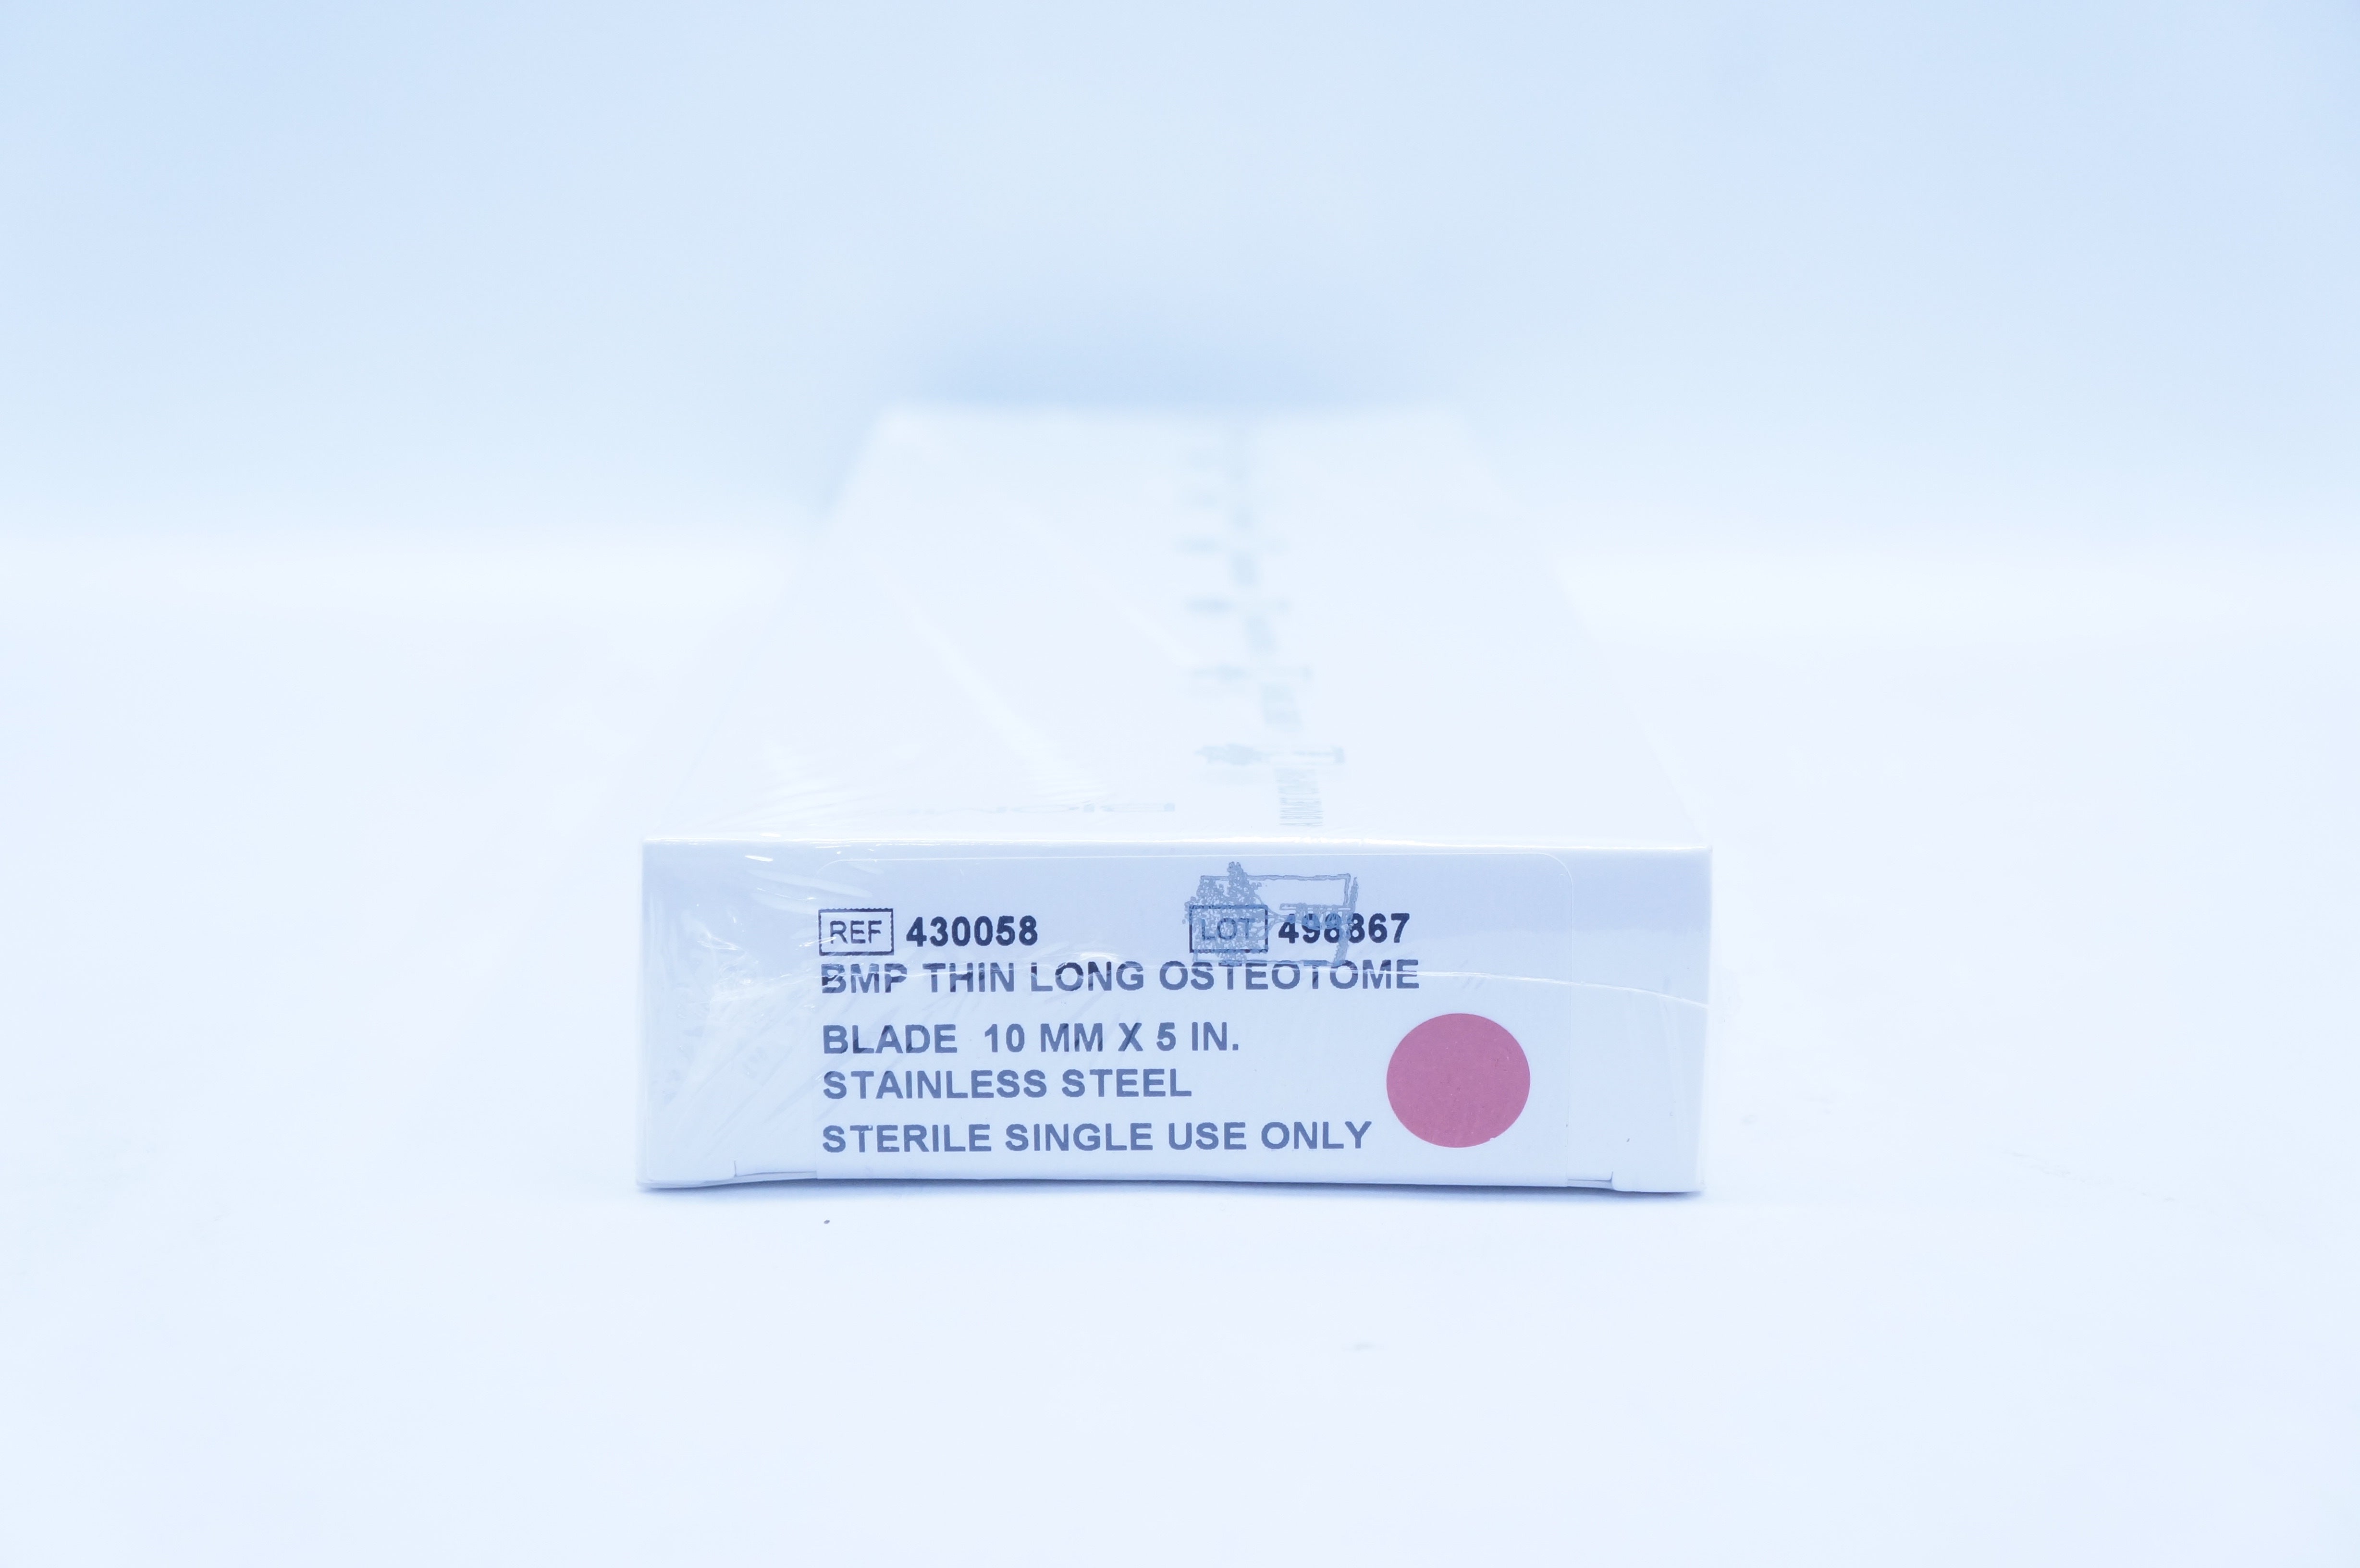 REF 430058 LOT 498867
BMP THIN LONG OSTEOTOME
BLADE 10 MM X 5 IN.
STAINLESS STEEL
STERILE SINGLE USE ONLY